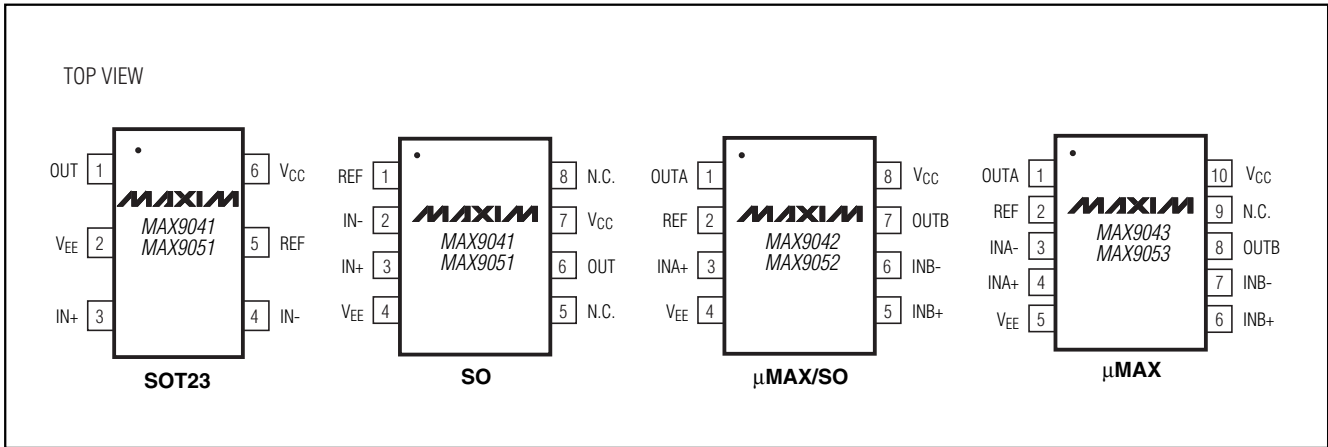 TOP VIEW
OUT 1
VEE 2
IN+ 3
6 VCC
5 REF
4 IN-
MAXIM
MAX9041
MAX9051
SOT23
REF 1
IN- 2
IN+ 3
VEE 4
8 N.C.
7 VCC
6 OUT
5 N.C.
MAXIM
MAX9041
MAX9051
SO
OUTA 1
REF 2
INA+ 3
VEE 4
8 VCC
7 OUTB
6 INB-
5 INB+
MAXIM
MAX9042
MAX9052
µMAX/SO
OUTA 1
REF 2
INA- 3
INA+ 4
VEE 5
10 VCC
9 N.C.
8 OUTB
7 INB-
6 INB+
MAXIM
MAX9043
MAX9053
µMAX